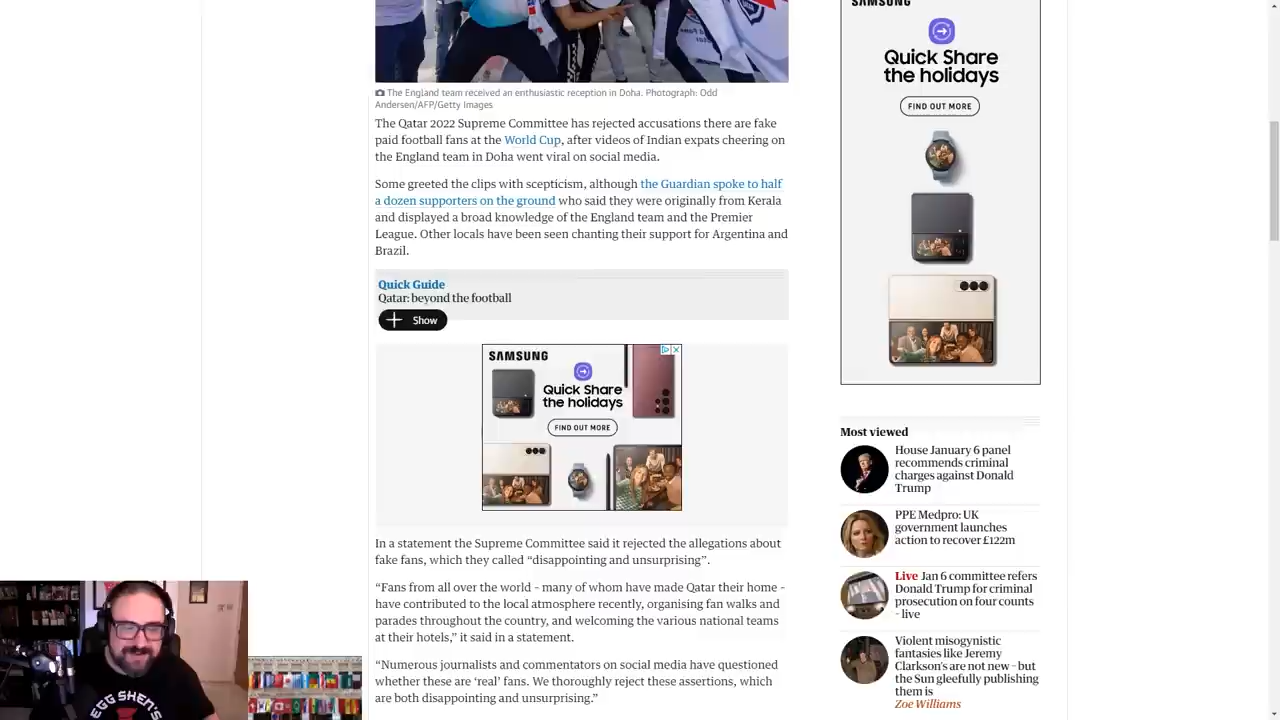 SAMSUNG
Quick Share
the holidays
FIND OUT MORE
The England team received an enthusiastic reception in Doha. Photograph: Odd
Andersen/AFP/Getty Images
The Qatar 2022 Supreme Committee has rejected accusations there are fake
paid football fans at the World Cup, after videos of Indian expats cheering on
the England team in Doha went viral on social media.
Some greeted the clips with scepticism, although the Guardian spoke to half
a dozen supporters on the ground who said they were originally from Kerala
and displayed a broad knowledge of the England team and the Premier
League. Other locals have been seen chanting their support for Argentina and
Brazil.
Quick Guide
Qatar: beyond the football
Show
SAMSUNG
Quick Share
the holidays
FIND OUT MORE
In a statement the Supreme Committee said it rejected the allegations about
fake fans, which they called “disappointing and unsurprising”.
“Fans from all over the world – many of whom have made Qatar their home –
have contributed to the local atmosphere recently, organising fan walks and
parades throughout the country, and welcoming the various national teams
at their hotels,” it said in a statement.
“Numerous journalists and commentators on social media have questioned
whether these are ‘real’ fans. We thoroughly reject these assertions, which
are both disappointing and unsurprising.”
Most viewed
House January 6 panel
recommends criminal
charges against Donald
Trump
PPE Medpro: UK
government launches
action to recover £122m
Live Jan 6 committee refers
Donald Trump for criminal
prosecution on four counts
– live
Violent misogynistic
fantasies like Jeremy
Clarkson's are not new – but
the Sun gleefully publishing
them is
Zoe Williams
EGG SHEN'S